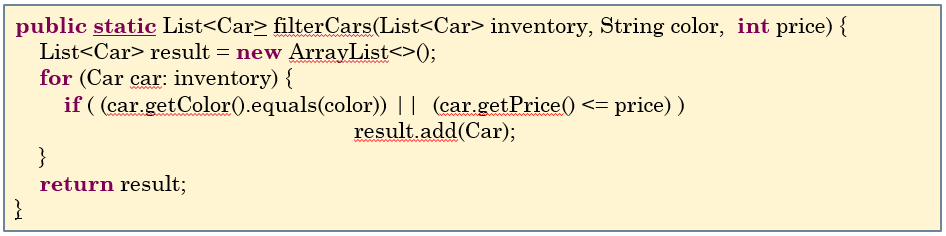 public static List<Car> filterCars(List<Car> inventory, String color, int price) {
List<Car> result = new ArrayList<>();
for (Car car: inventory) {
if ( (car.getColor().equals(color)) || (car.getPrice() <= price) )
result.add(Car);
}
return result;
}